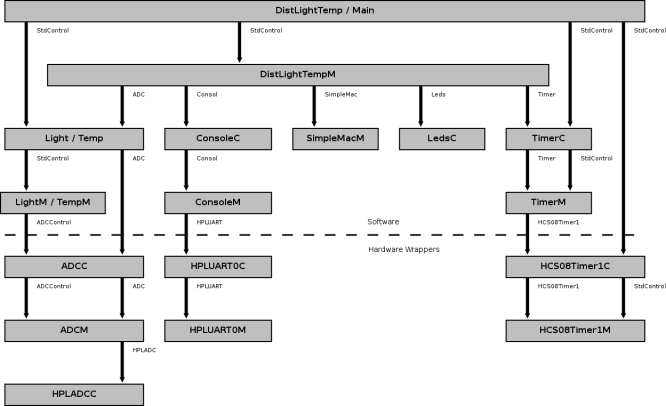 DistLightTemp / Main
StdControl StdControl StdControl StdControl
DistLightTempM
ADC Consol SimpleMac Leds Timer
Light / Temp ConsoleC SimpleMacM LedsC TimerC
StdControl ADC Consol Timer StdControl
LightM / TempM ConsoleM TimerM
ADCControl HPLUART Software HCS08Timer1
Hardware Wrappers
ADCC HPLUART0C HCS08Timer1C
ADCControl ADC HPLUART HCS08Timer1 StdControl
ADCM HPLUART0M HCS08Timer1M
HPLADC
HPLADCC